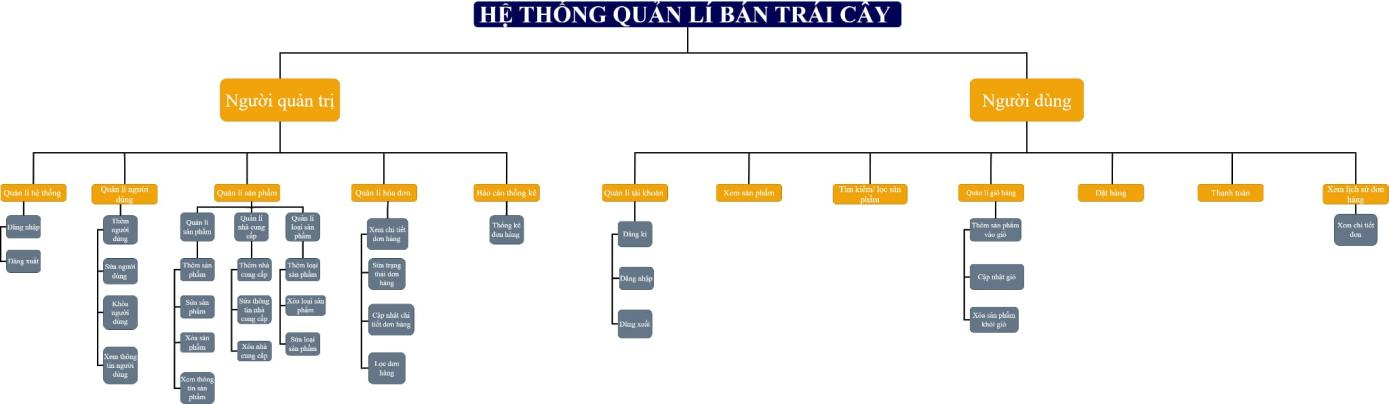 HỆ THỐNG QUẢN LÍ BÁN TRÁI CÂY
Người quản trị
Người dùng
Quản lí hệ thống
Quản lí người
dùng
Quản lí sản phẩm
Quản lí hóa đơn
Báo cáo thống kê
Quản lí tài khoản
Xem sản phẩm
Tìm kiếm/ lọc sản
phẩm
Quản lí giỏ hàng
Đặt hàng
Thanh toán
Xem lịch sử đơn
hàng
Đăng nhập
Đăng xuất
Thêm
người
dùng
Sửa người
dùng
Khóa
người
dùng
Xem thông
tin người
dùng
Quản lí
sản phẩm
Thêm sản
phẩm
Sửa sản
phẩm
Xóa sản
phẩm
Xem thông
tin sản
phẩm
Quản lí
nhà cung
cấp
Thêm nhà
cung cấp
Sửa thông
tin nhà
cung cấp
Xóa nhà
cung cấp
Quản lí
loại sản
phẩm
Thêm loại
sản phẩm
Xóa loại sản
phẩm
Sửa loại
sản phẩm
Xem chi tiết
đơn hàng
Sửa trạng
thái đơn
hàng
Cập nhật chi
tiết đơn hàng
Lọc đơn
hàng
Thống kê
đơn hàng
Đăng kí
Đăng nhập
Đăng xuất
Thêm sản phẩm
vào giỏ
Cập nhật giỏ
Xóa sản phẩm
khỏi giỏ
Xem chi tiết
đơn